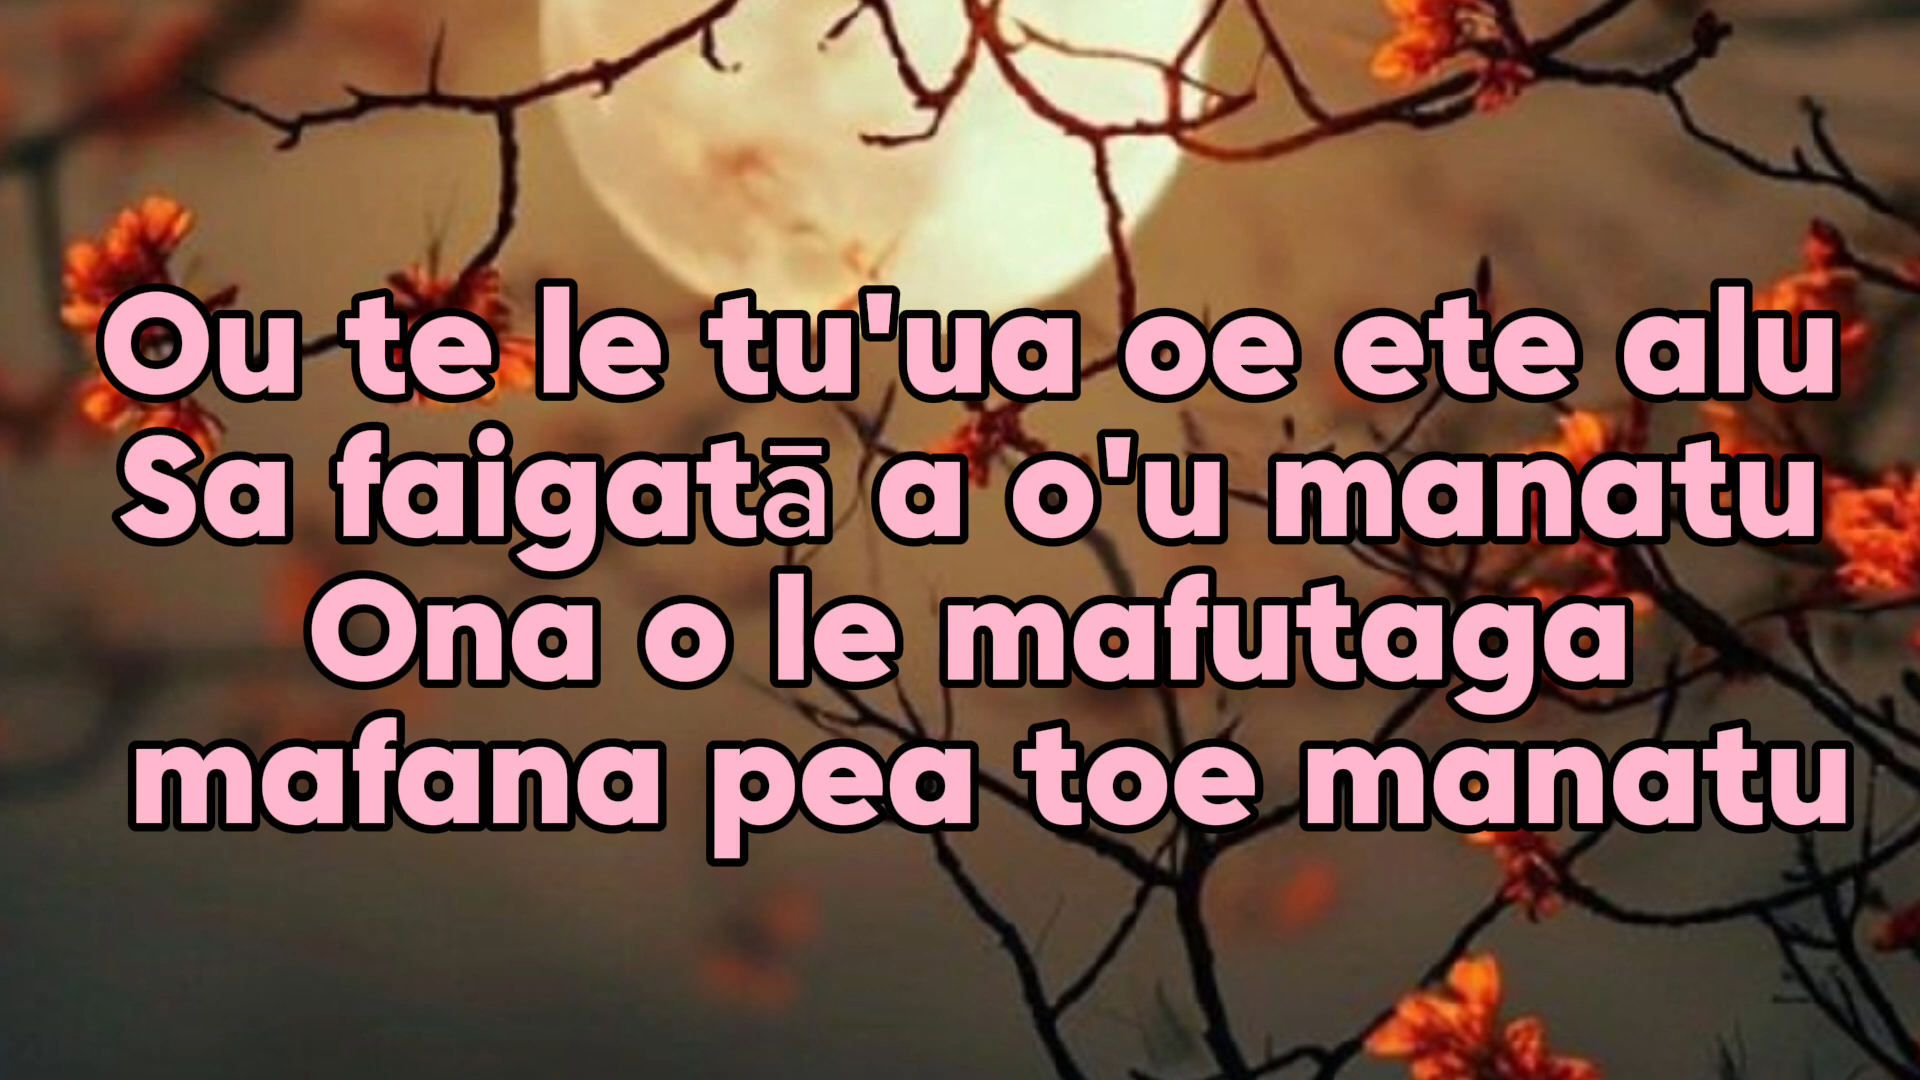 Ou te le tu'ua oe ete alu
Sa faigatā a o'u manatu
Ona o le mafutaga
mafana pea toe manatu